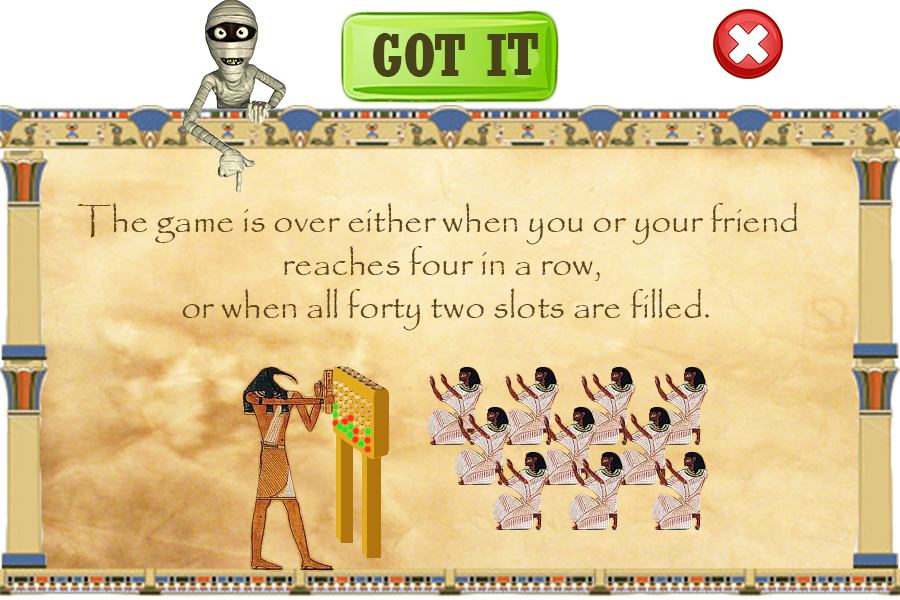 GOT IT
The game is over either when you or your friend
reaches four in a row,
or when all forty two slots are filled.